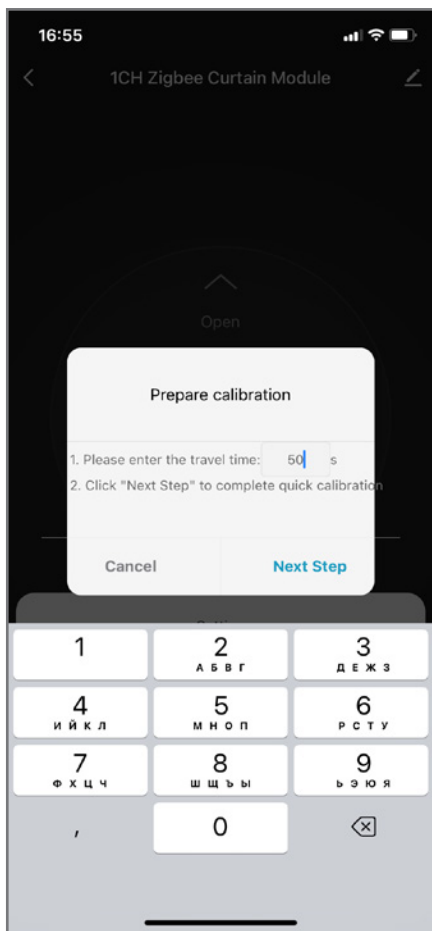 16:55
1CH Zigbee Curtain Module
Open
Prepare calibration
1. Please enter the travel time: 50 s
2. Click "Next Step" to complete quick calibration
Cancel Next Step
1 2 3
А Б В Г Д Е Ж З
4 5 6
И Й К Л М Н О П Р С Т У
7 8 9
Ф Х Ц Ч Ш Щ Ъ Ы Ь Э Ю Я
, 0